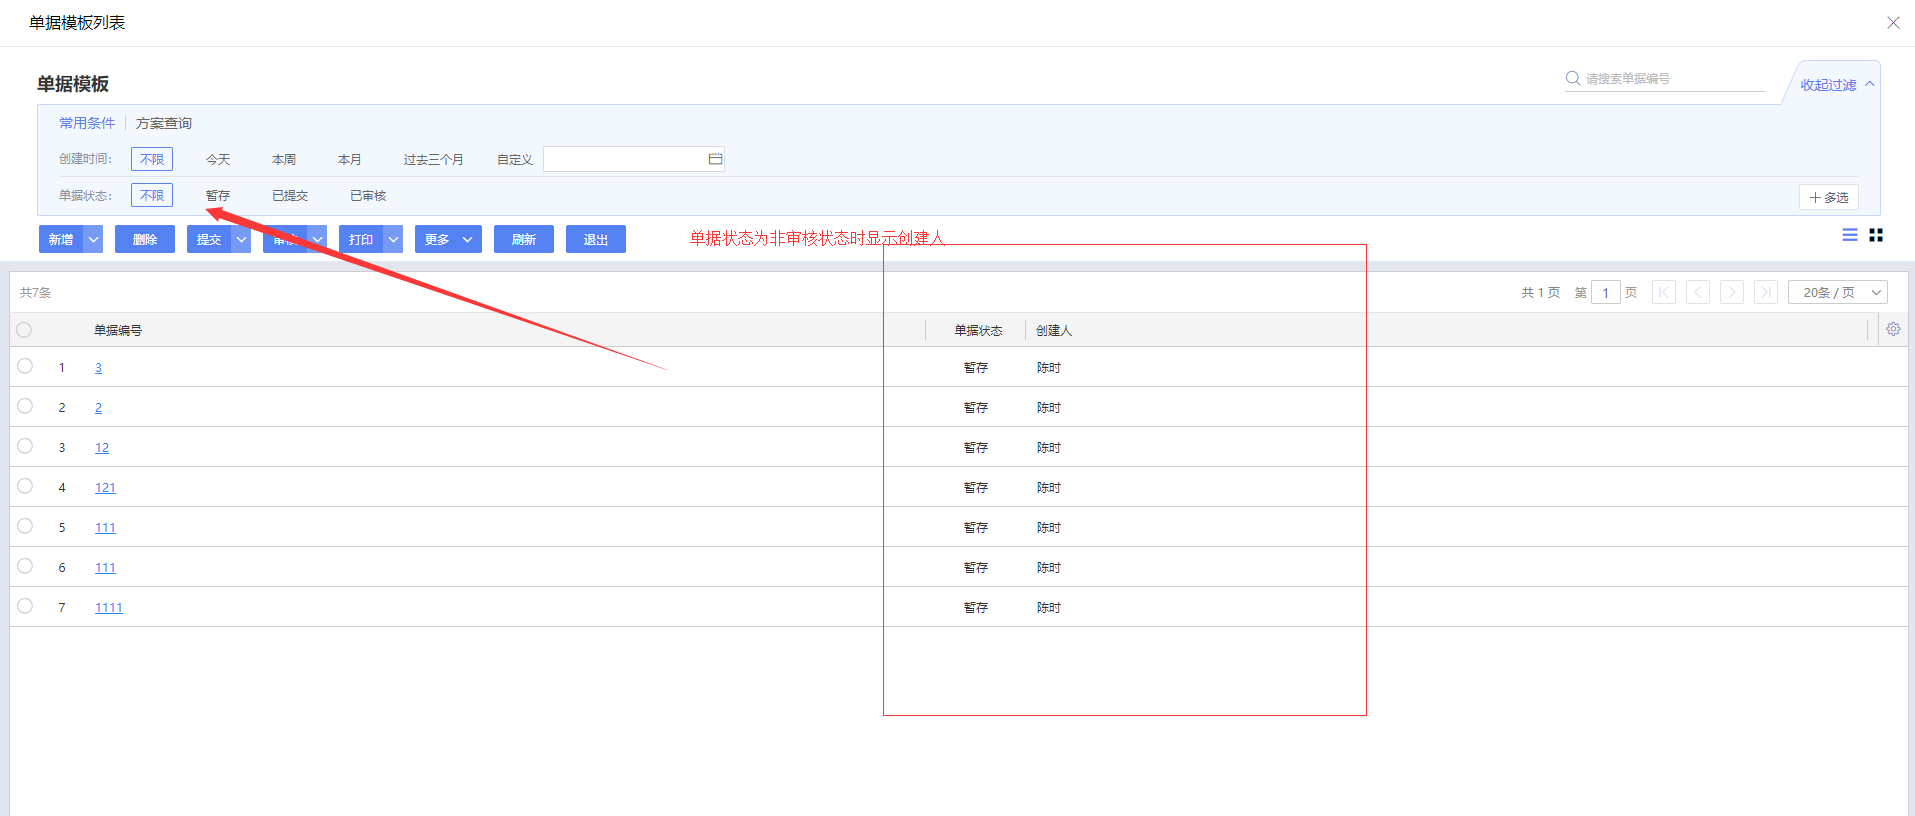 单据模板列表
单据模板
请搜索单据编号
收起过滤
常用条件 方案查询
创建时间: 不限 今天 本周 本月 过去三个月 自定义
单据状态: 不限 暂存 已提交 已审核
多选
新增 删除 提交 审核 打印 更多 刷新 退出
单据状态为非审核状态时显示创建人
共7条
共 1 页 第 1 页 20条 / 页
单据编号 单据状态 创建人
1 3 暂存 陈时
2 2 暂存 陈时
3 12 暂存 陈时
4 121 暂存 陈时
5 111 暂存 陈时
6 111 暂存 陈时
7 1111 暂存 陈时